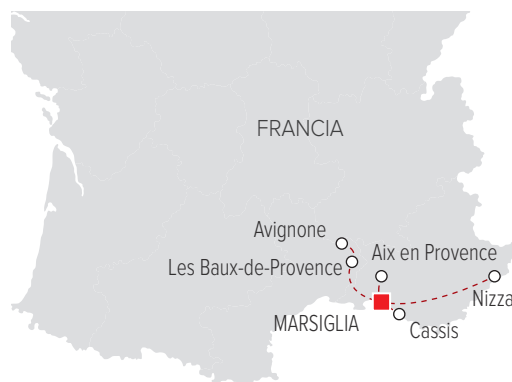 FRANCIA
Avignone
Aix en Provence
Les Baux-de-Provence
Nizza
MARSIGLIA
Cassis